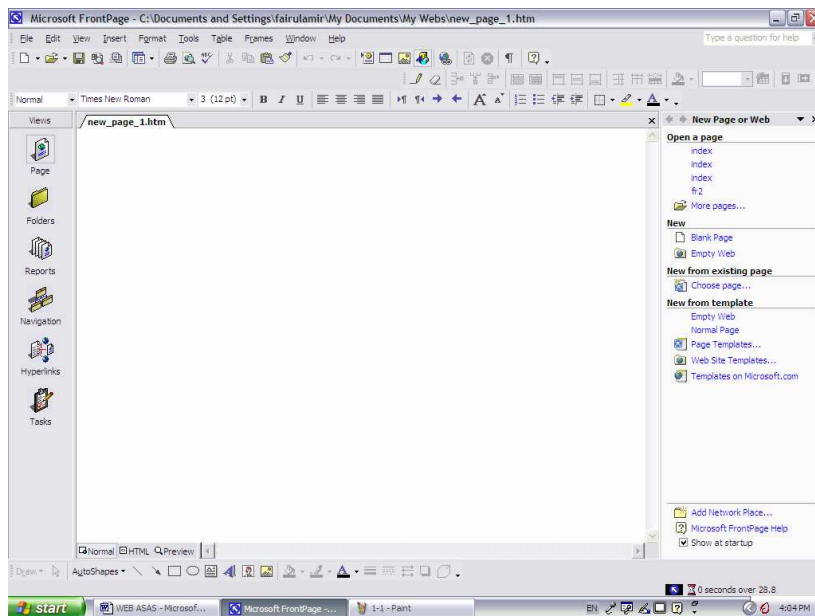 Microsoft FrontPage - C:\Documents and Settings\fairulamir\My Documents\My Webs\new_page_1.htm
File Edit View Insert Format Tools Table Frames Window Help
Type a question for help
Normal Times New Roman 3 (12 pt) B I U A A A
Views
Page
Folders
Reports
Navigation
Hyperlinks
Tasks
new_page_1.htm
Normal HTML Preview
New Page or Web
Open a page
index
index
index
fr2
More pages...
New
Blank Page
Empty Web
New from existing page
Choose page...
New from template
Empty Web
Normal Page
Page Templates...
Web Site Templates...
Templates on Microsoft.com
Add Network Place...
Microsoft FrontPage Help
Show at startup
Draw AutoShapes A A
0 seconds over 28.8
start WEB ASAS - Microsof... Microsoft FrontPage -... 1-1 - Paint EN 4:04 PM